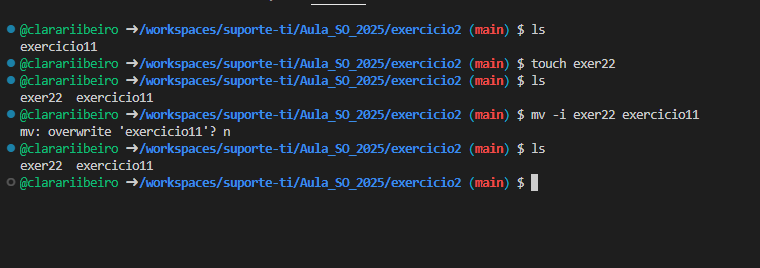 @clarariibeiro ➜/workspaces/suporte-ti/Aula_SO_2025/exercicio2 (main) $ ls
exercicio11
@clarariibeiro ➜/workspaces/suporte-ti/Aula_SO_2025/exercicio2 (main) $ touch exer22
@clarariibeiro ➜/workspaces/suporte-ti/Aula_SO_2025/exercicio2 (main) $ ls
exer22  exercicio11
@clarariibeiro ➜/workspaces/suporte-ti/Aula_SO_2025/exercicio2 (main) $ mv -i exer22 exercicio11
mv: overwrite 'exercicio11'? n
@clarariibeiro ➜/workspaces/suporte-ti/Aula_SO_2025/exercicio2 (main) $ ls
exer22  exercicio11
@clarariibeiro ➜/workspaces/suporte-ti/Aula_SO_2025/exercicio2 (main) $